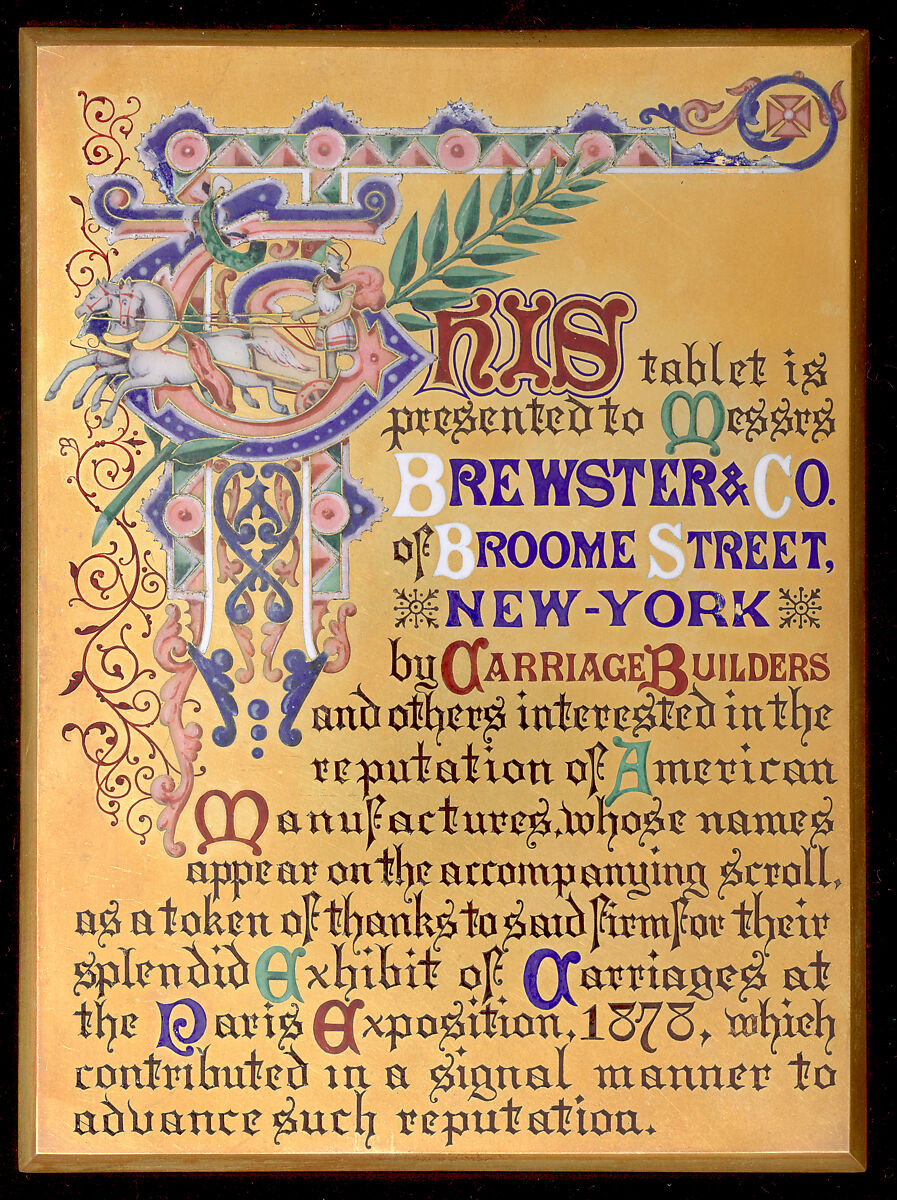 This
tablet is
presented to Messrs
BREWSTER & CO.
of BROOME STREET,
NEW-YORK
by CARRIAGE BUILDERS
and others interested in the
reputation of American
Manufactures, whose names
appear on the accompanying scroll,
as a token of thanks to said firm for their
splendid Exhibit of Carriages at
the Paris Exposition, 1878, which
contributed in a signal manner to
advance such reputation.